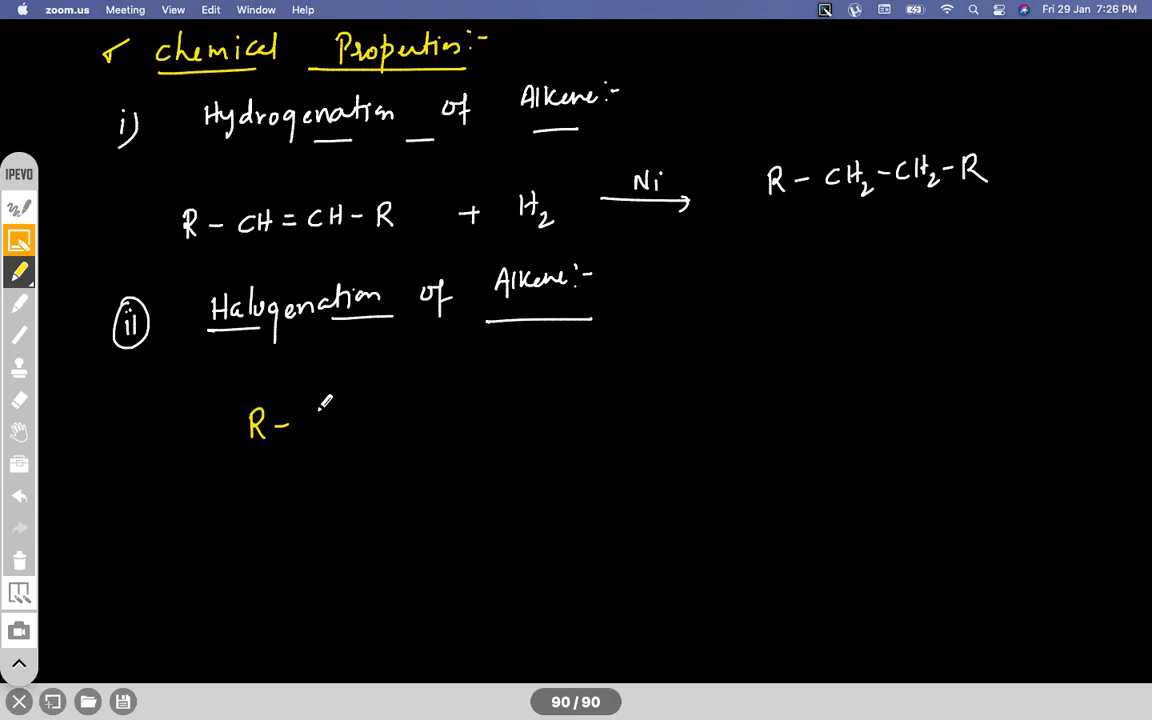 zoom.us Meeting View Edit Window Help Fri 29 Jan 7:26 PM
Chemical Properties:-
i) Hydrogenation of Alkene:-
R - CH = CH - R + H2 Ni → R - CH2 - CH2 - R
ii Halogenation of Alkene:-
R -
IPEVO
90/90